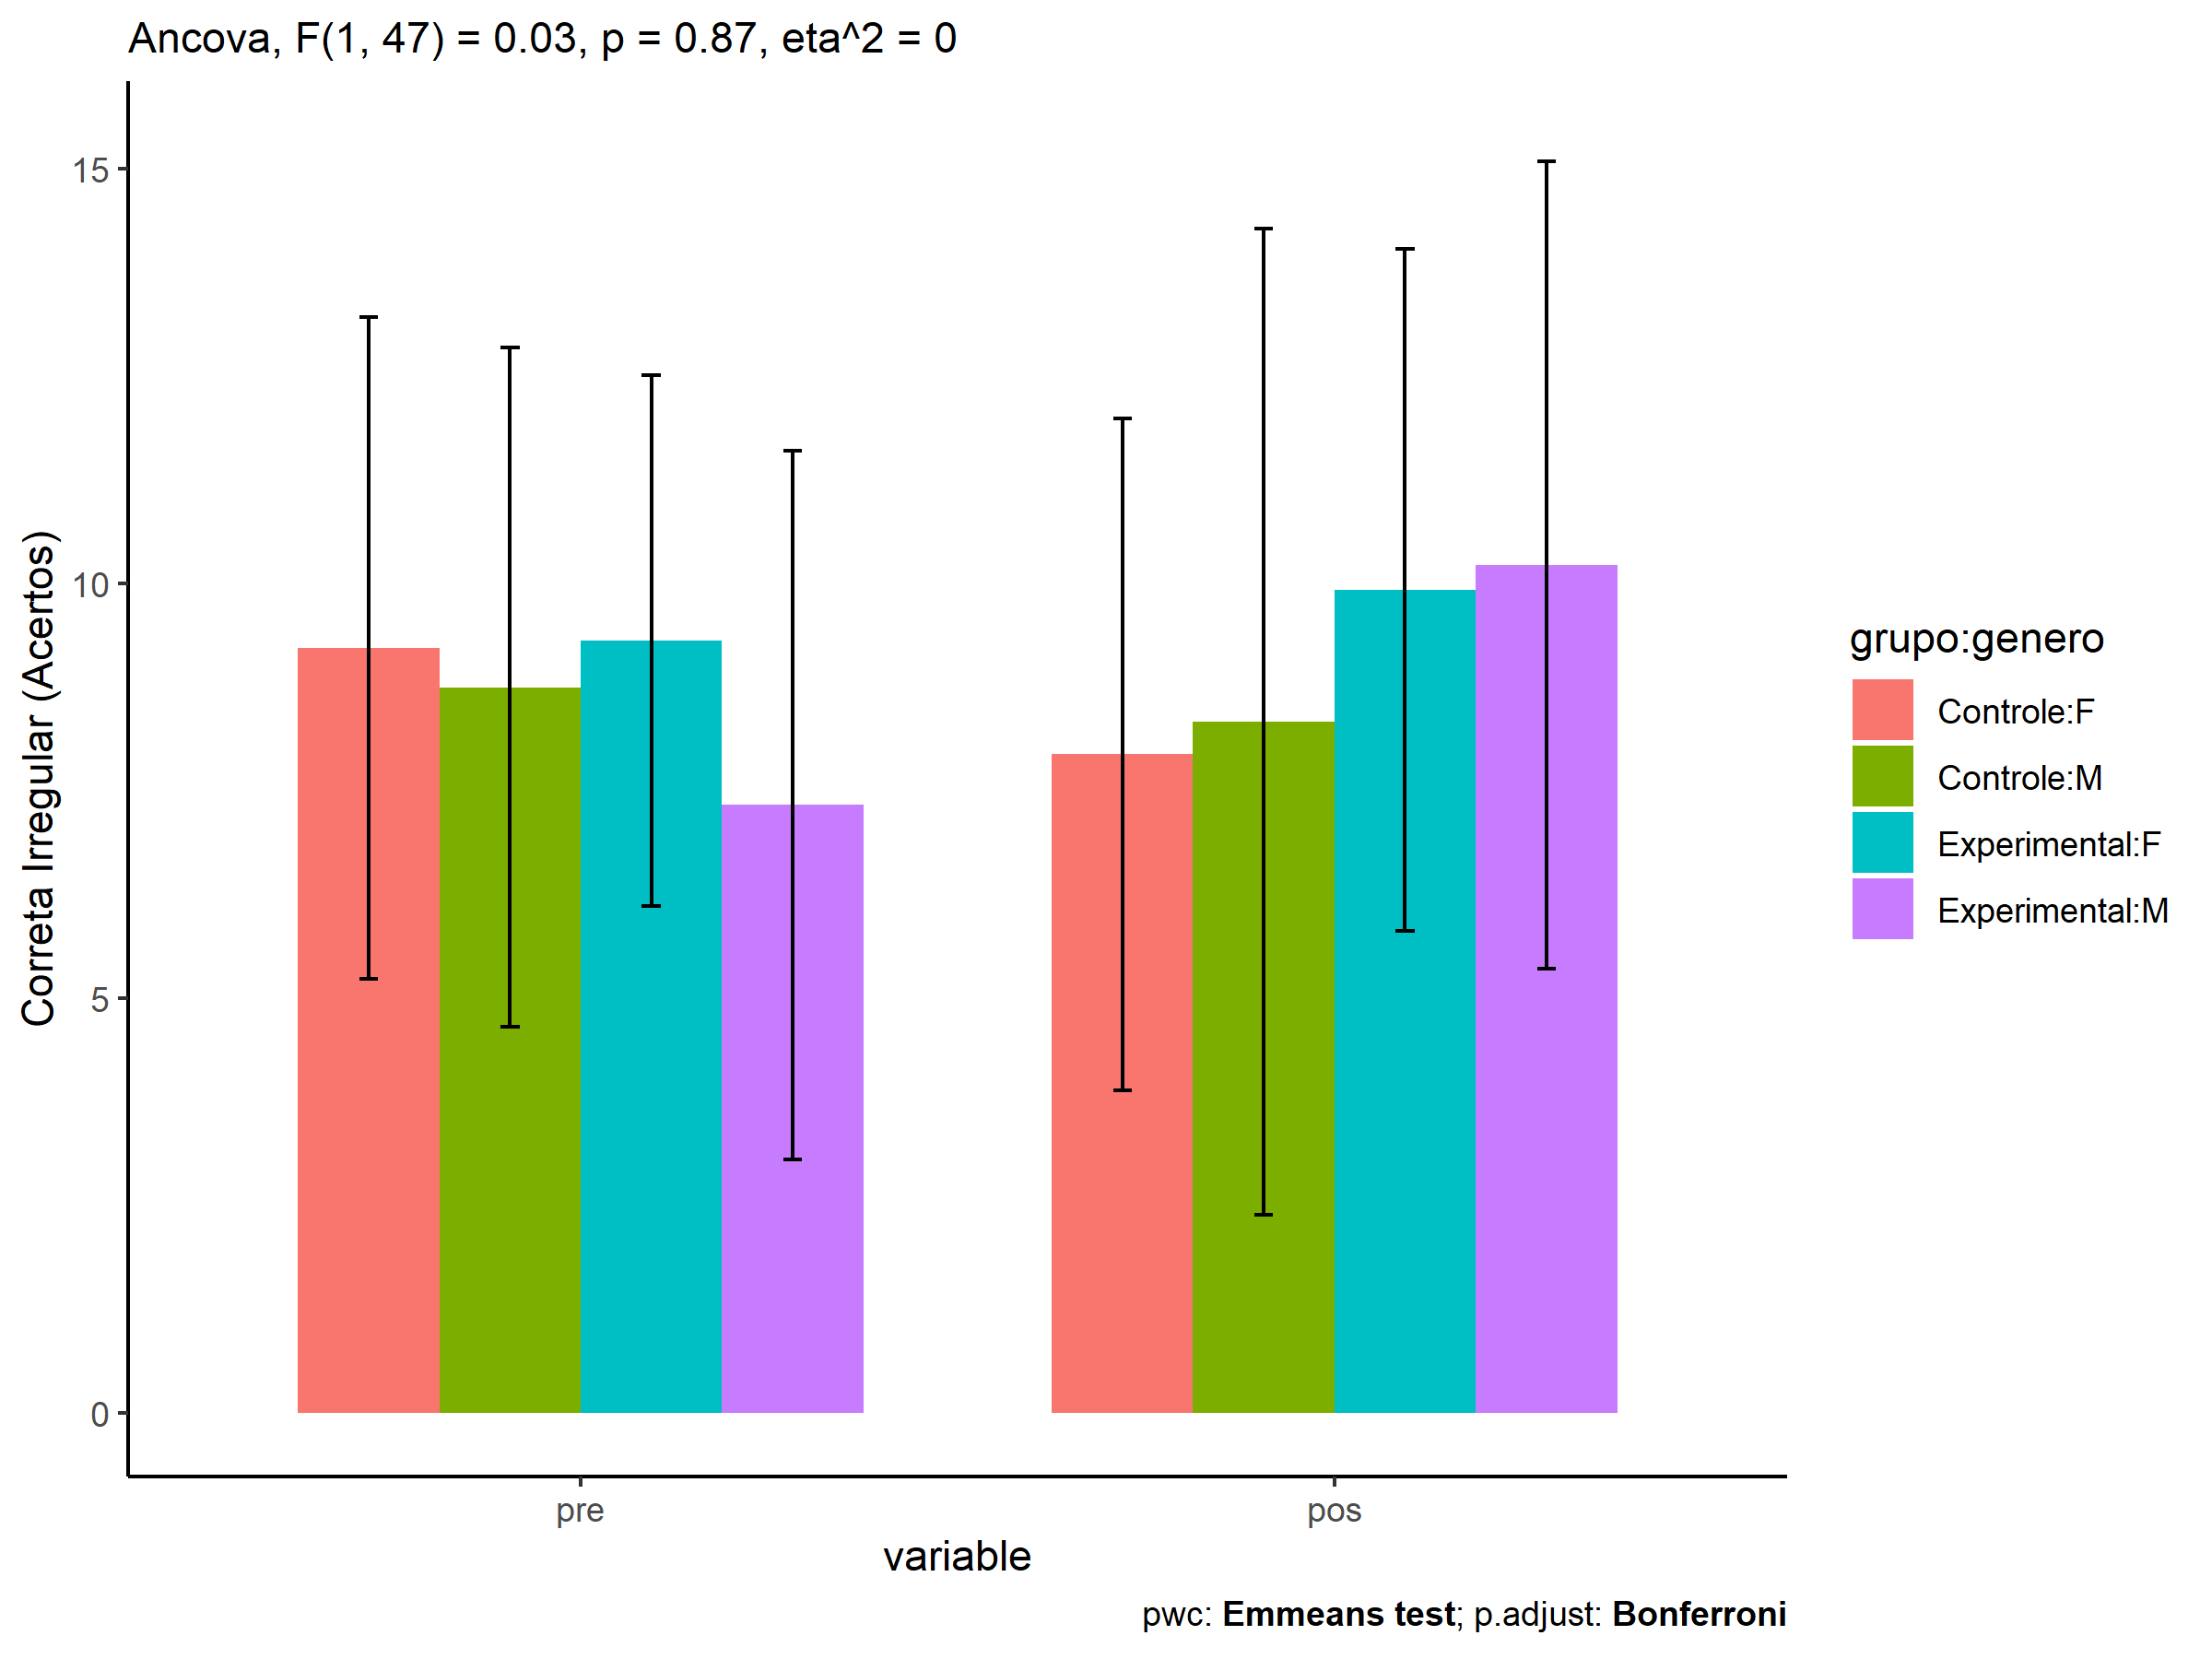 Ancova, F(1, 47) = 0.03, p = 0.87, eta^2 = 0
Correta Irregular (Acertos)
15
10
5
0
pre
pos
variable
grupo:genero
Controle:F
Controle:M
Experimental:F
Experimental:M
pwc: Emmeans test; p.adjust: Bonferroni